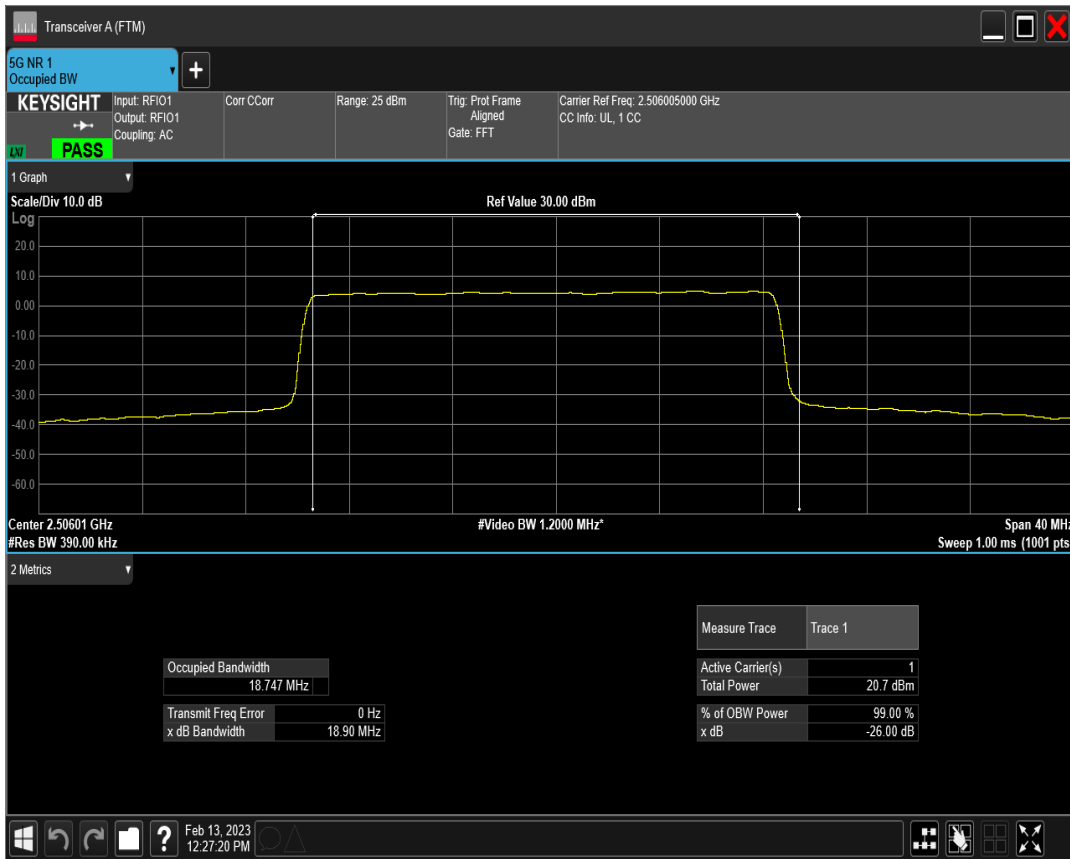 Transceiver A (FTM)
5G NR 1
Occupied BW
+
KEYSIGHT
LXI
PASS
Input: RFIO1
Output: RFIO1
Coupling: AC
Corr CCorr
Range: 25 dBm
Trig: Prot Frame
Aligned
Gate: FFT
Carrier Ref Freq: 2.506005000 GHz
CC Info: UL, 1 CC
1 Graph
Scale/Div 10.0 dB
Ref Value 30.00 dBm
Log
20.0
10.0
0.00
-10.0
-20.0
-30.0
-40.0
-50.0
-60.0
Center 2.50601 GHz
#Video BW 1.2000 MHz*
Span 40 MHz
#Res BW 390.00 kHz
Sweep 1.00 ms (1001 pts
2 Metrics
Measure Trace Trace 1
Occupied Bandwidth
18.747 MHz
Active Carrier(s) 1
Total Power 20.7 dBm
Transmit Freq Error 0 Hz
x dB Bandwidth 18.90 MHz
% of OBW Power 99.00 %
x dB -26.00 dB
?
Feb 13, 2023
12:27:20 PM